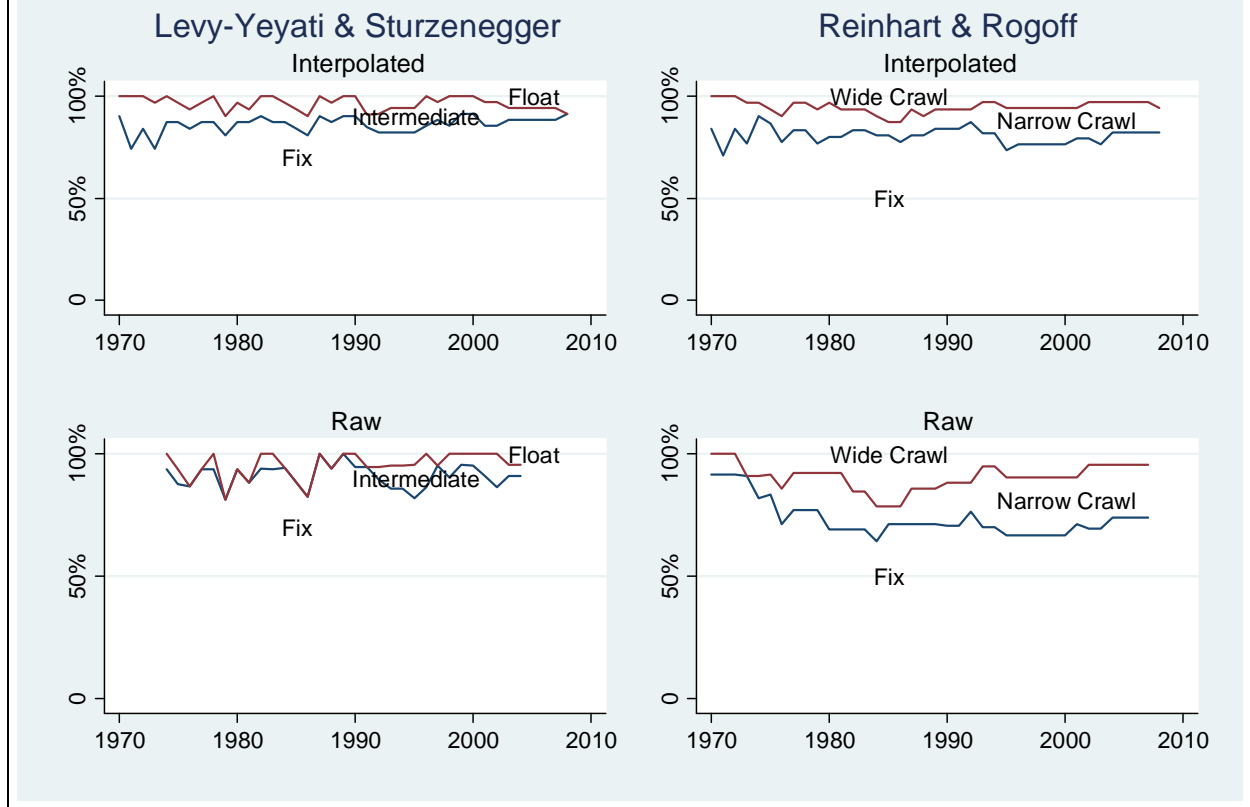 Levy-Yeyati & Sturzenegger
Interpolated
100%
50%
0
Float
Intermediate
Fix
1970 1980 1990 2000 2010
Reinhart & Rogoff
Interpolated
100%
50%
0
Wide Crawl
Narrow Crawl
Fix
1970 1980 1990 2000 2010
Raw
100%
50%
0
Float
Intermediate
Fix
1970 1980 1990 2000 2010
Raw
100%
50%
0
Wide Crawl
Narrow Crawl
Fix
1970 1980 1990 2000 2010